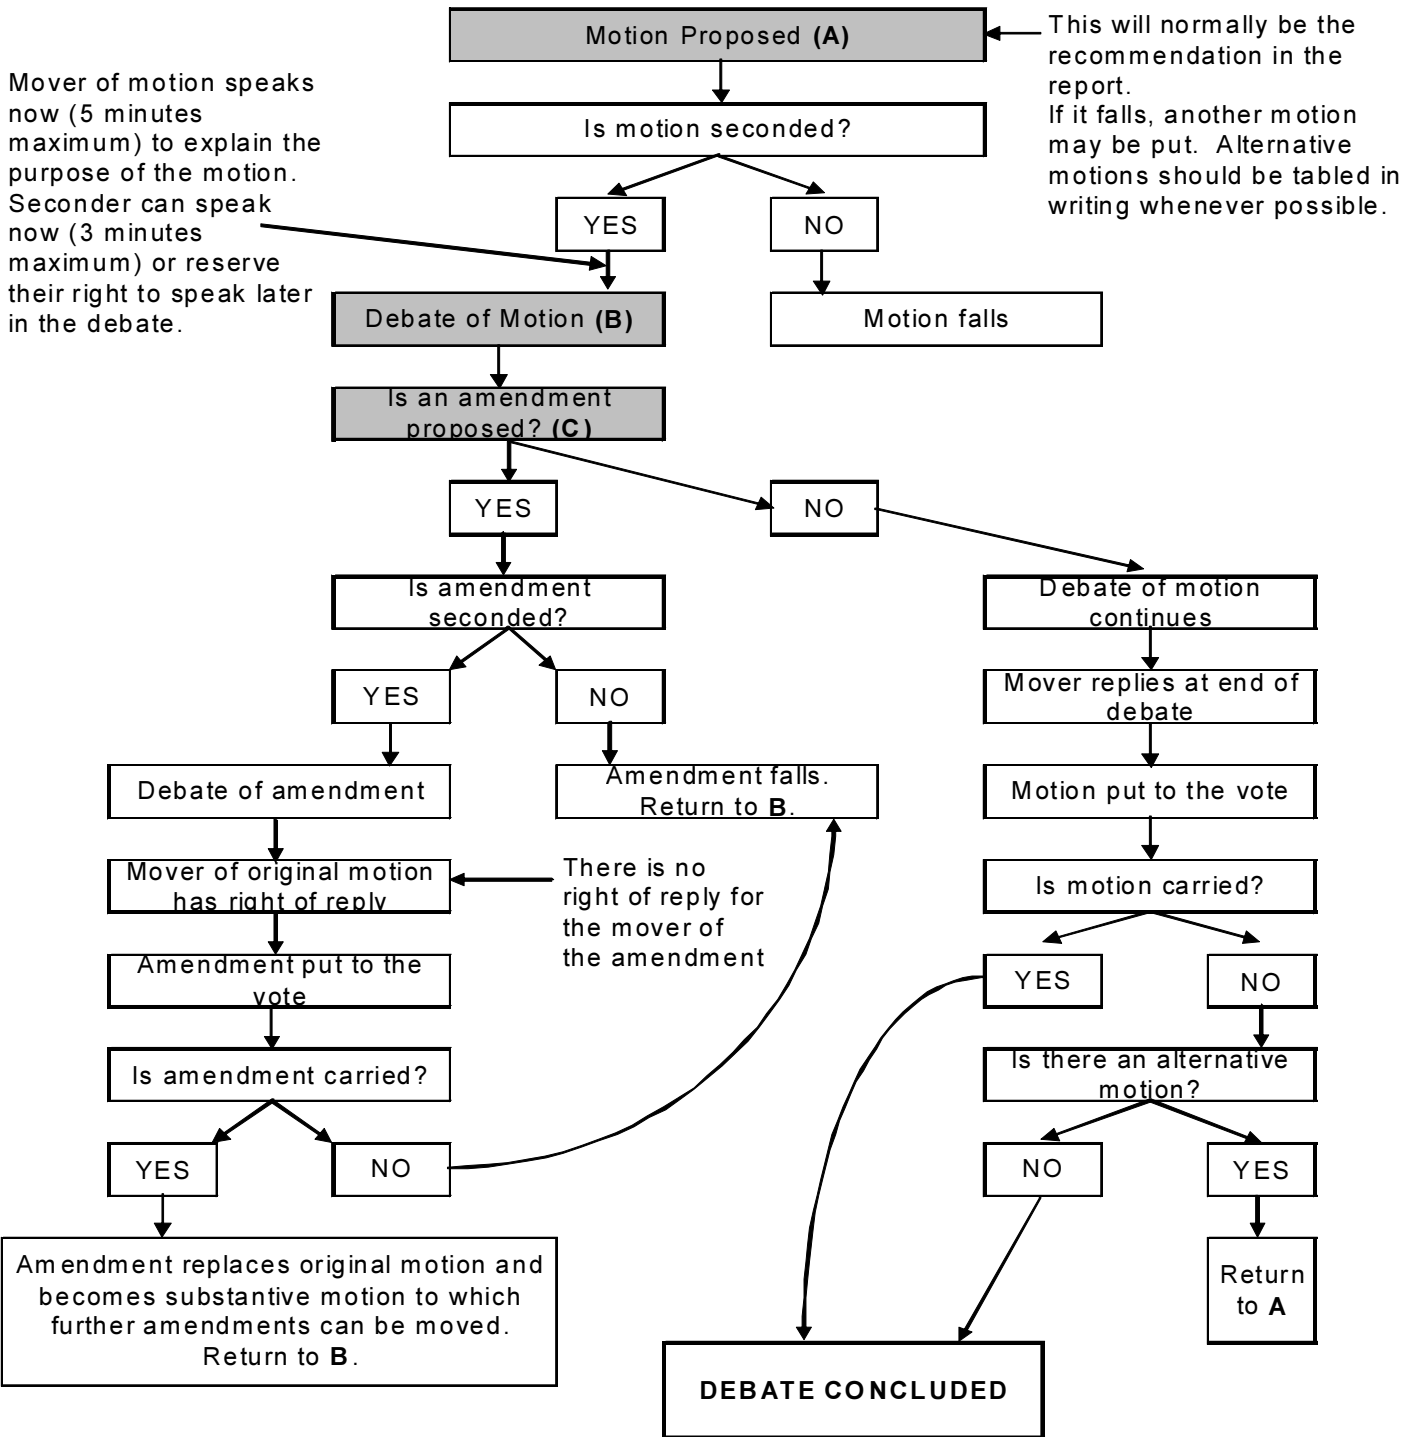 Motion Proposed (A)
This will normally be the
recommendation in the
report.
If it falls, another motion
may be put. Alternative
motions should be tabled in
writing whenever possible.
Mover of motion speaks
now (5 minutes
maximum) to explain the
purpose of the motion.
Seconder can speak
now (3 minutes
maximum) or reserve
their right to speak later
in the debate.
Is motion seconded?
YES
NO
Debate of Motion (B)
Motion falls
Is an amendment
proposed? (C)
YES
NO
Is amendment
seconded?
Debate of motion
continues
YES
NO
Mover replies at end of
debate
Debate of amendment
Amendment falls.
Return to B.
Motion put to the vote
Mover of original motion
has right of reply
There is no
right of reply for
the mover of
the amendment
Is motion carried?
Amendment put to the
vote
YES
NO
Is amendment carried?
Is there an alternative
motion?
YES
NO
NO
YES
Amendment replaces original motion and
becomes substantive motion to which
further amendments can be moved.
Return to B.
Return
to A
DEBATE CONCLUDED